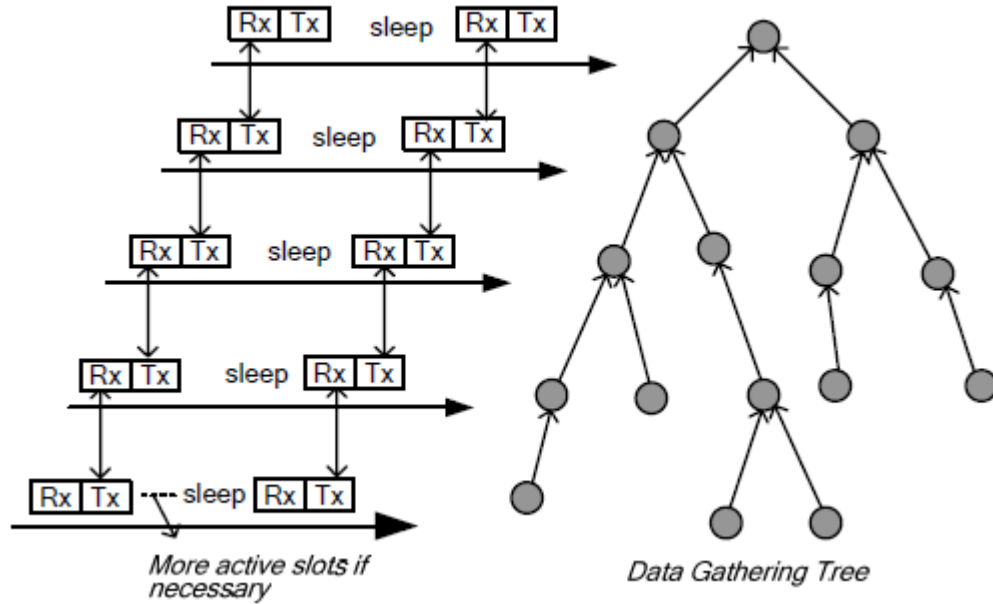 Rx Tx sleep Rx Tx
Rx Tx sleep Rx Tx
Rx Tx sleep Rx Tx
Rx Tx sleep Rx Tx
Rx Tx sleep Rx Tx
More active slots if
necessary
Data Gathering Tree